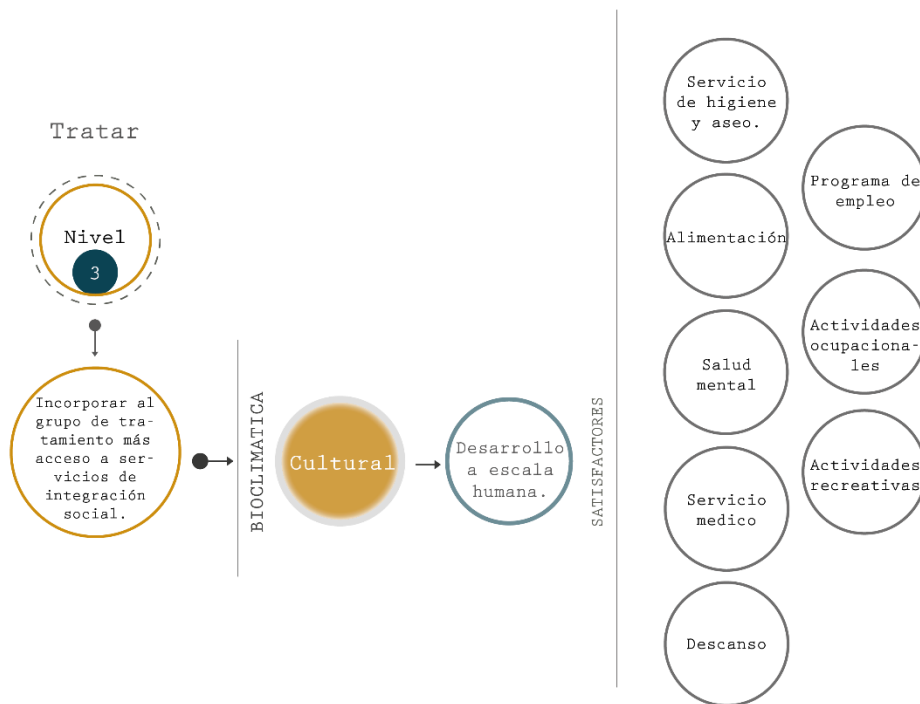 Tratar
Nivel
3
Incorporar al
grupo de tra-
tamiento más
acceso a ser-
vicios de
integración
social.
BIOCLIMATICA
Cultural
Desarrollo
a escala
humana.
SATISFACTORES
Servicio
de higiene
y aseo.
Alimentación
Salud
mental
Servicio
medico
Descanso
Programa de
empleo
Actividades
ocupaciona-
les
Actividades
recreativas